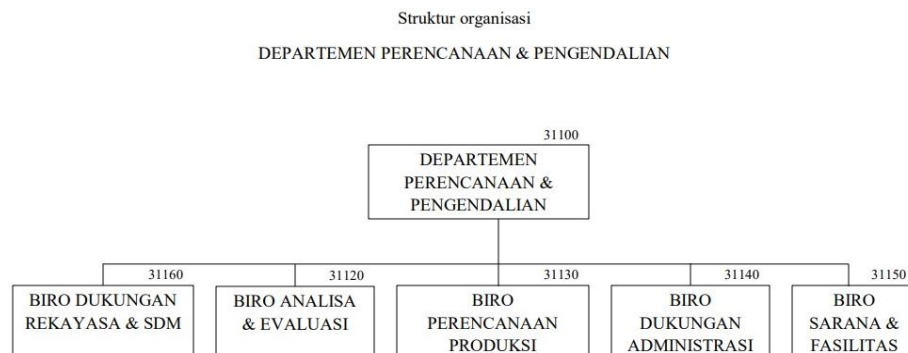 Struktur organisasi
DEPARTEMEN PERENCANAAN & PENGENDALIAN
31100
DEPARTEMEN
PERENCANAAN &
PENGENDALIAN
31160
BIRO DUKUNGAN
REKAYASA & SDM
31120
BIRO ANALISA
& EVALUASI
31130
BIRO
PERENCANAAN
PRODUKSI
31140
BIRO
DUKUNGAN
ADMINISTRASI
31150
BIRO
SARANA &
FASILITAS